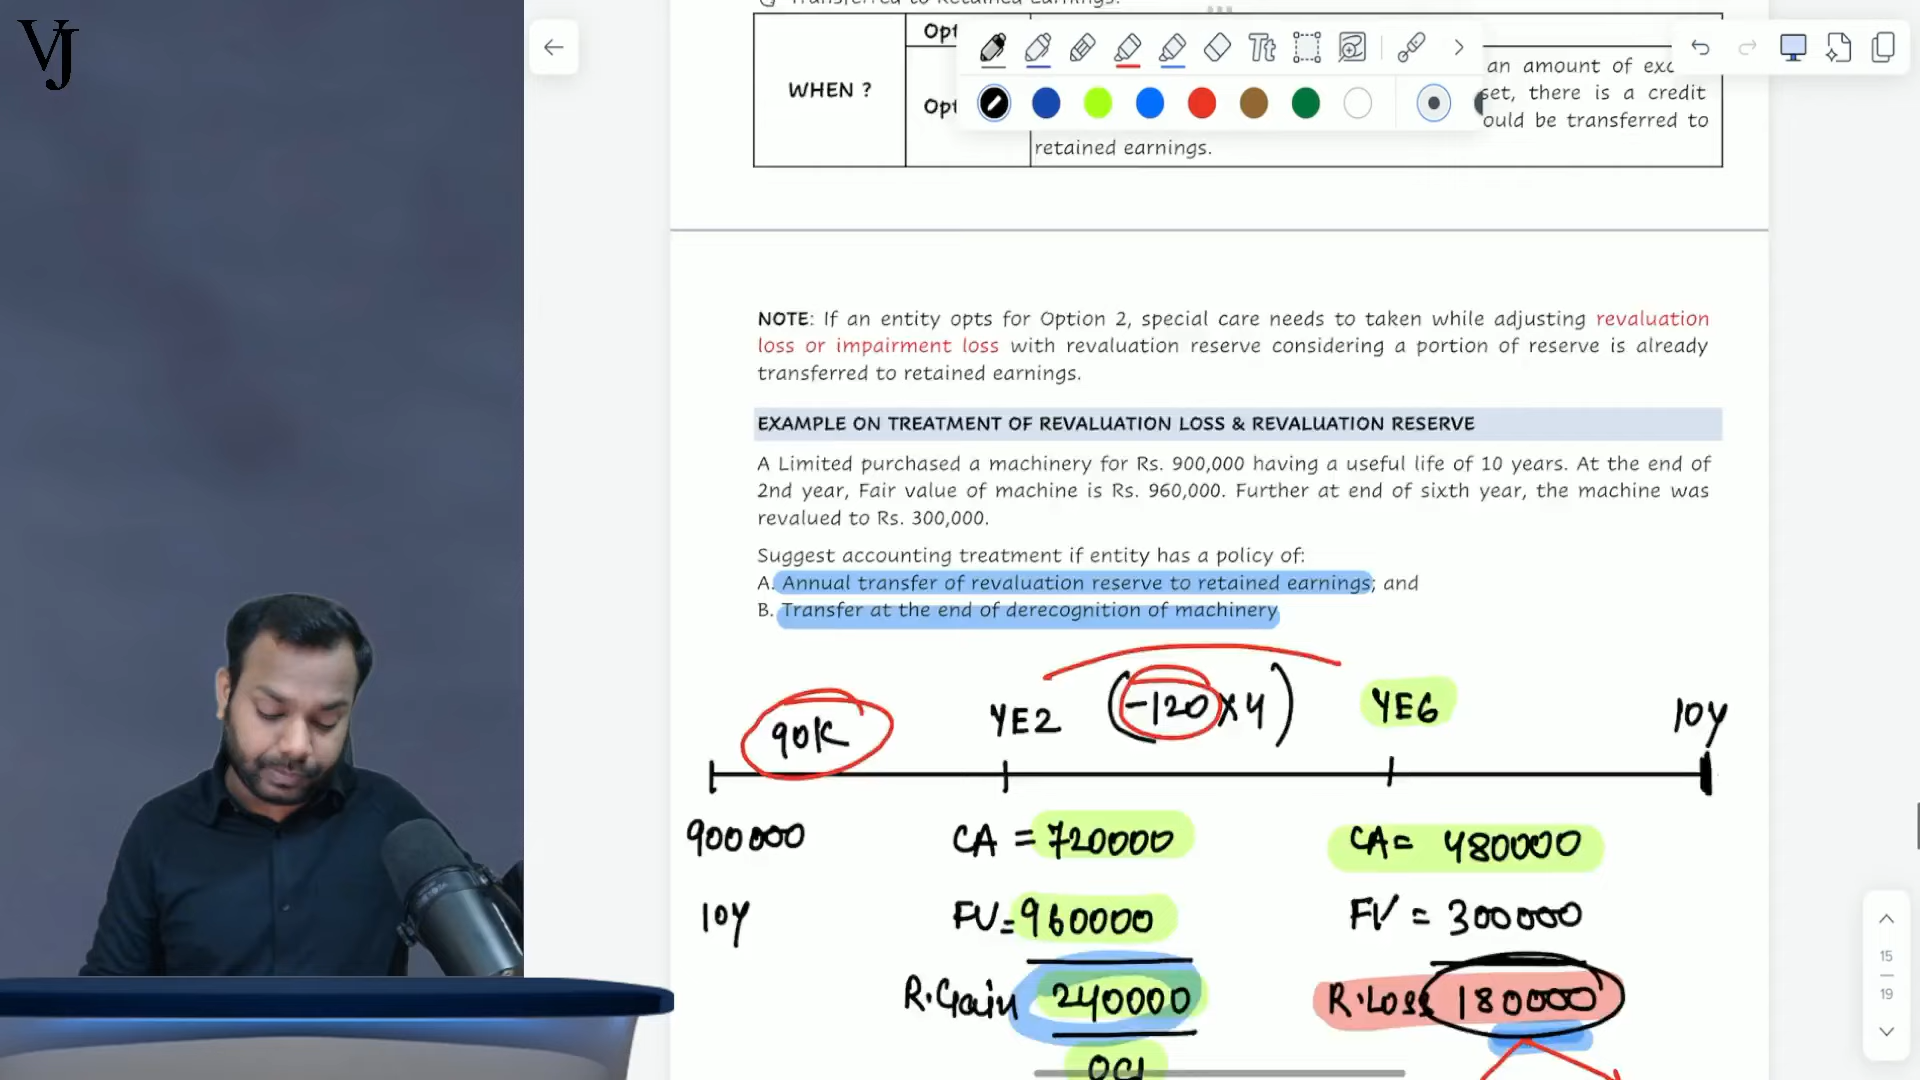 VJ
WHEN ?
Tt
an amount of exc
set, there is a credit
ould be transferred to
retained earnings.
NOTE: If an entity opts for Option 2, special care needs to taken while adjusting revaluation
loss or impairment loss with revaluation reserve considering a portion of reserve is already
transferred to retained earnings.
EXAMPLE ON TREATMENT OF REVALUATION LOSS & REVALUATION RESERVE
A Limited purchased a machinery for Rs. 900,000 having a useful life of 10 years. At the end of
2nd year, Fair value of machine is Rs. 960,000. Further at end of sixth year, the machine was
revalued to Rs. 300,000.
Suggest accounting treatment if entity has a policy of:
A. Annual transfer of revaluation reserve to retained earnings; and
B. Transfer at the end of derecognition of machinery
90K YE2 (-120 x 4) YE6 10y
900000 CA = 720000 CA = 480000
10y FV = 960000 FV = 300000
R.Gain 240000 R.Loss 180000
OCI
15
19